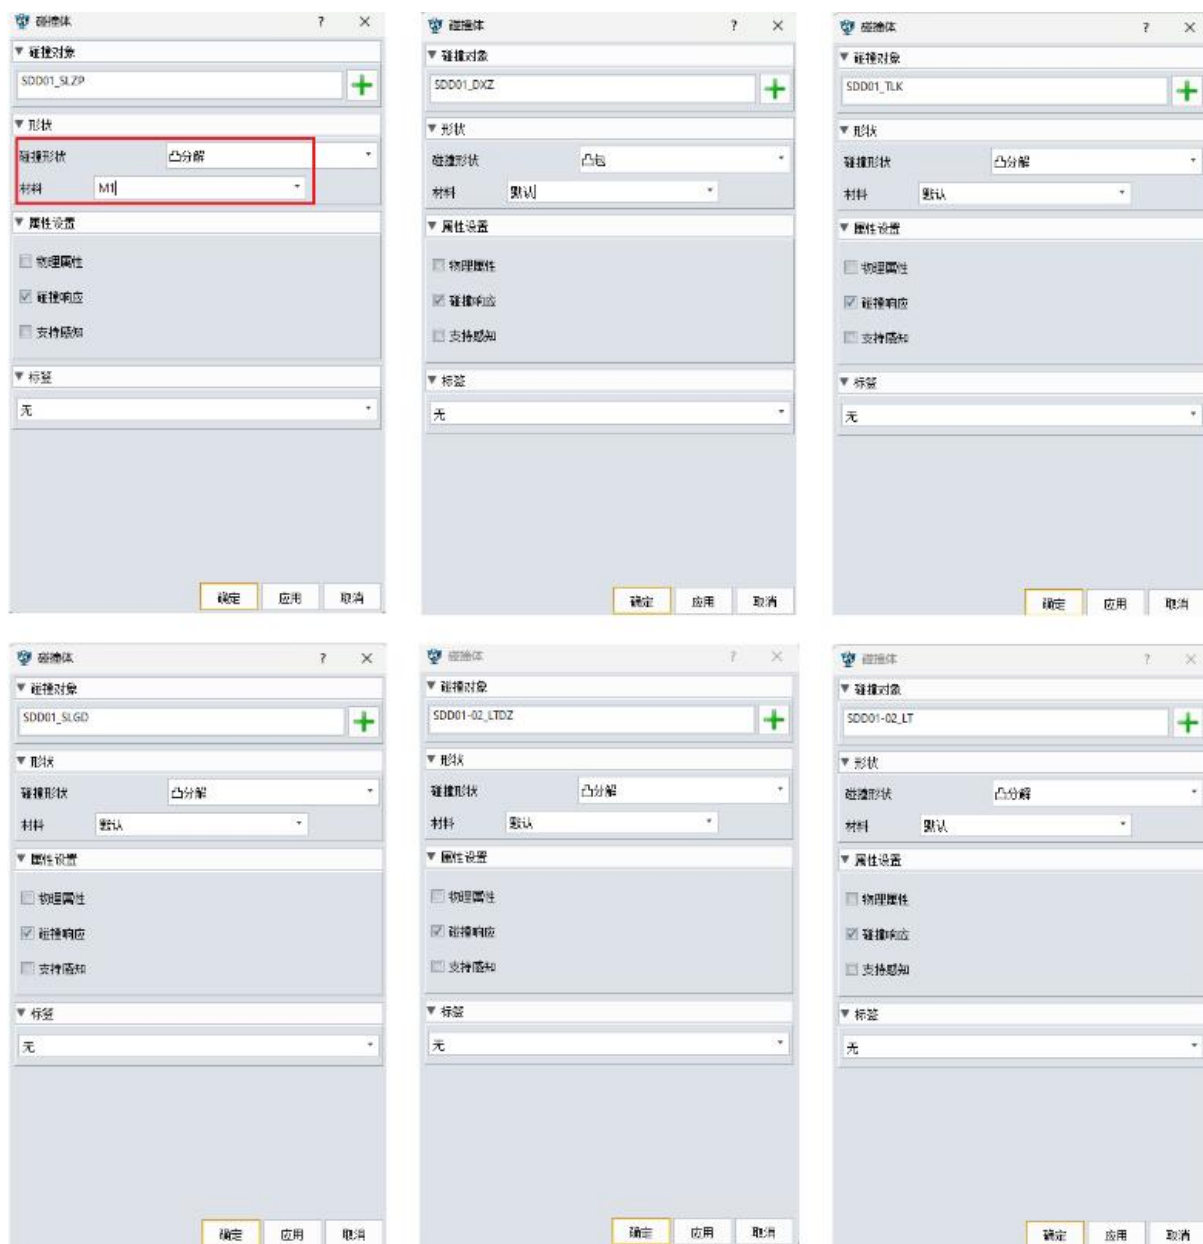 碰撞体 ? ×
碰撞对象
SDD01_SLZP
形状
碰撞形状 凸分解
材料 M1
属性设置
物理属性
碰撞响应
支持感知
标签
无
确定 应用 取消
碰撞体 ? ×
碰撞对象
SDD01_DXZ
形状
碰撞形状 凸包
材料 默认
属性设置
物理属性
碰撞响应
支持感知
标签
无
确定 应用 取消
碰撞体 ? ×
碰撞对象
SDD01_TLK
形状
碰撞形状 凸分解
材料 默认
属性设置
物理属性
碰撞响应
支持感知
标签
无
确定 应用 取消
碰撞体 ? ×
碰撞对象
SDD01_SLGD
形状
碰撞形状 凸分解
材料 默认
属性设置
物理属性
碰撞响应
支持感知
标签
无
确定 应用 取消
碰撞体 ? ×
碰撞对象
SDD01-02_LTDZ
形状
碰撞形状 凸分解
材料 默认
属性设置
物理属性
碰撞响应
支持感知
标签
无
确定 应用 取消
碰撞体 ? ×
碰撞对象
SDD01-02_LT
形状
碰撞形状 凸分解
材料 默认
属性设置
物理属性
碰撞响应
支持感知
标签
无
确定 应用 取消